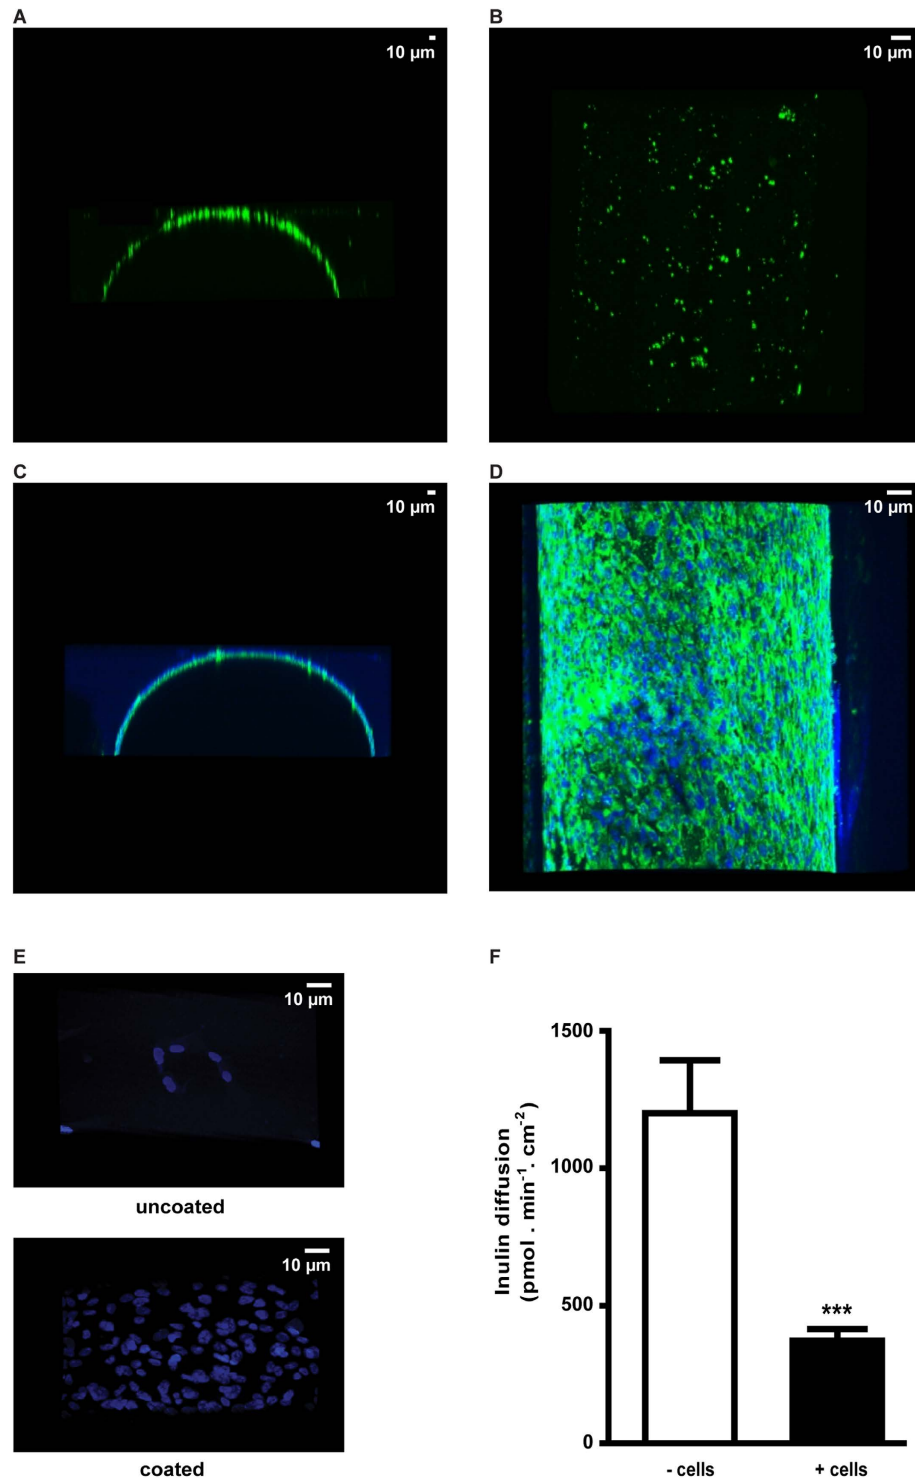 A
10 µm
B
10 µm
C
10 µm
D
10 µm
E
10 µm
uncoated
10 µm
coated
F
Inulin diffusion
(pmol . min⁻¹. cm⁻²)
1500
1000
500
0
***
- cells
+ cells